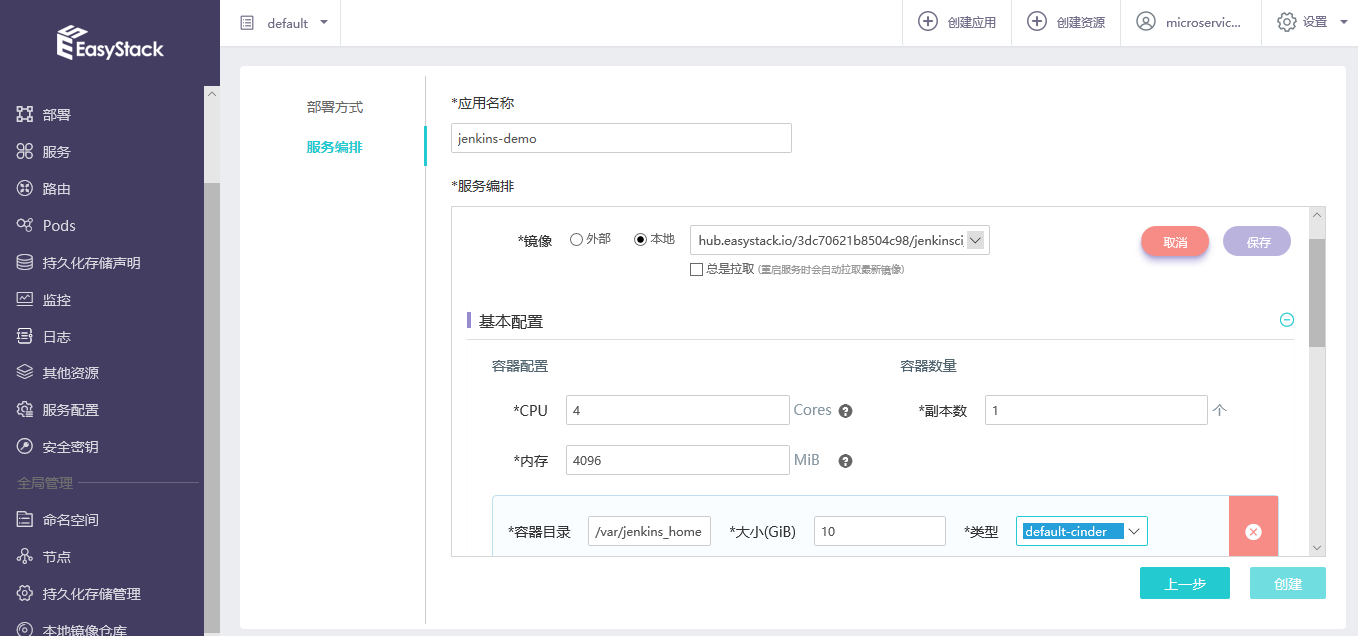 EasyStack
default
创建应用
创建资源
microservic...
设置
部署
服务
路由
Pods
持久化存储声明
监控
日志
其他资源
服务配置
安全密钥
全局管理
命名空间
节点
持久化存储管理
本地镜像仓库
部署方式
服务编排
*应用名称
jenkins-demo
*服务编排
*镜像
外部
本地
hub.easystack.io/3dc70621b8504c98/jenkinsci
取消
保存
总是拉取 (重启服务时会自动拉取最新镜像)
基本配置
容器配置
容器数量
*CPU
4
Cores
*副本数
1
个
*内存
4096
MiB
*容器目录
/var/jenkins_home
*大小(GiB)
10
*类型
default-cinder
上一步
创建